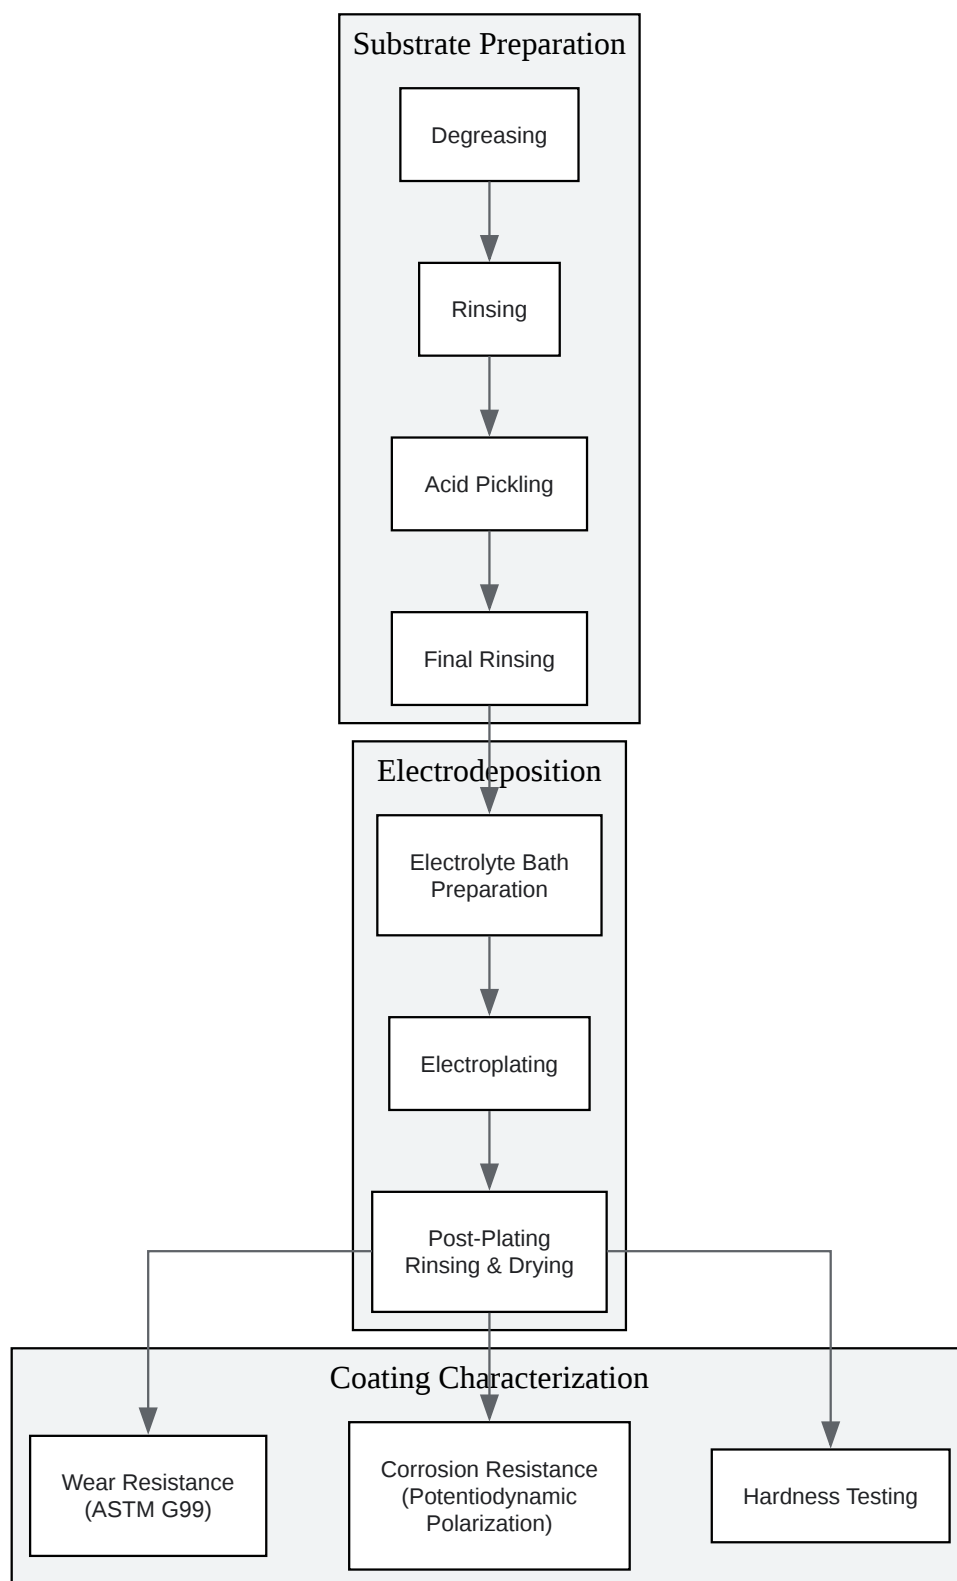 Substrate Preparation
Degreasing
Rinsing
Acid Pickling
Final Rinsing
Electrodeposition
Electrolyte Bath
Preparation
Electroplating
Post-Plating
Rinsing & Drying
Coating Characterization
Wear Resistance
(ASTM G99)
Corrosion Resistance
(Potentiodynamic
Polarization)
Hardness Testing